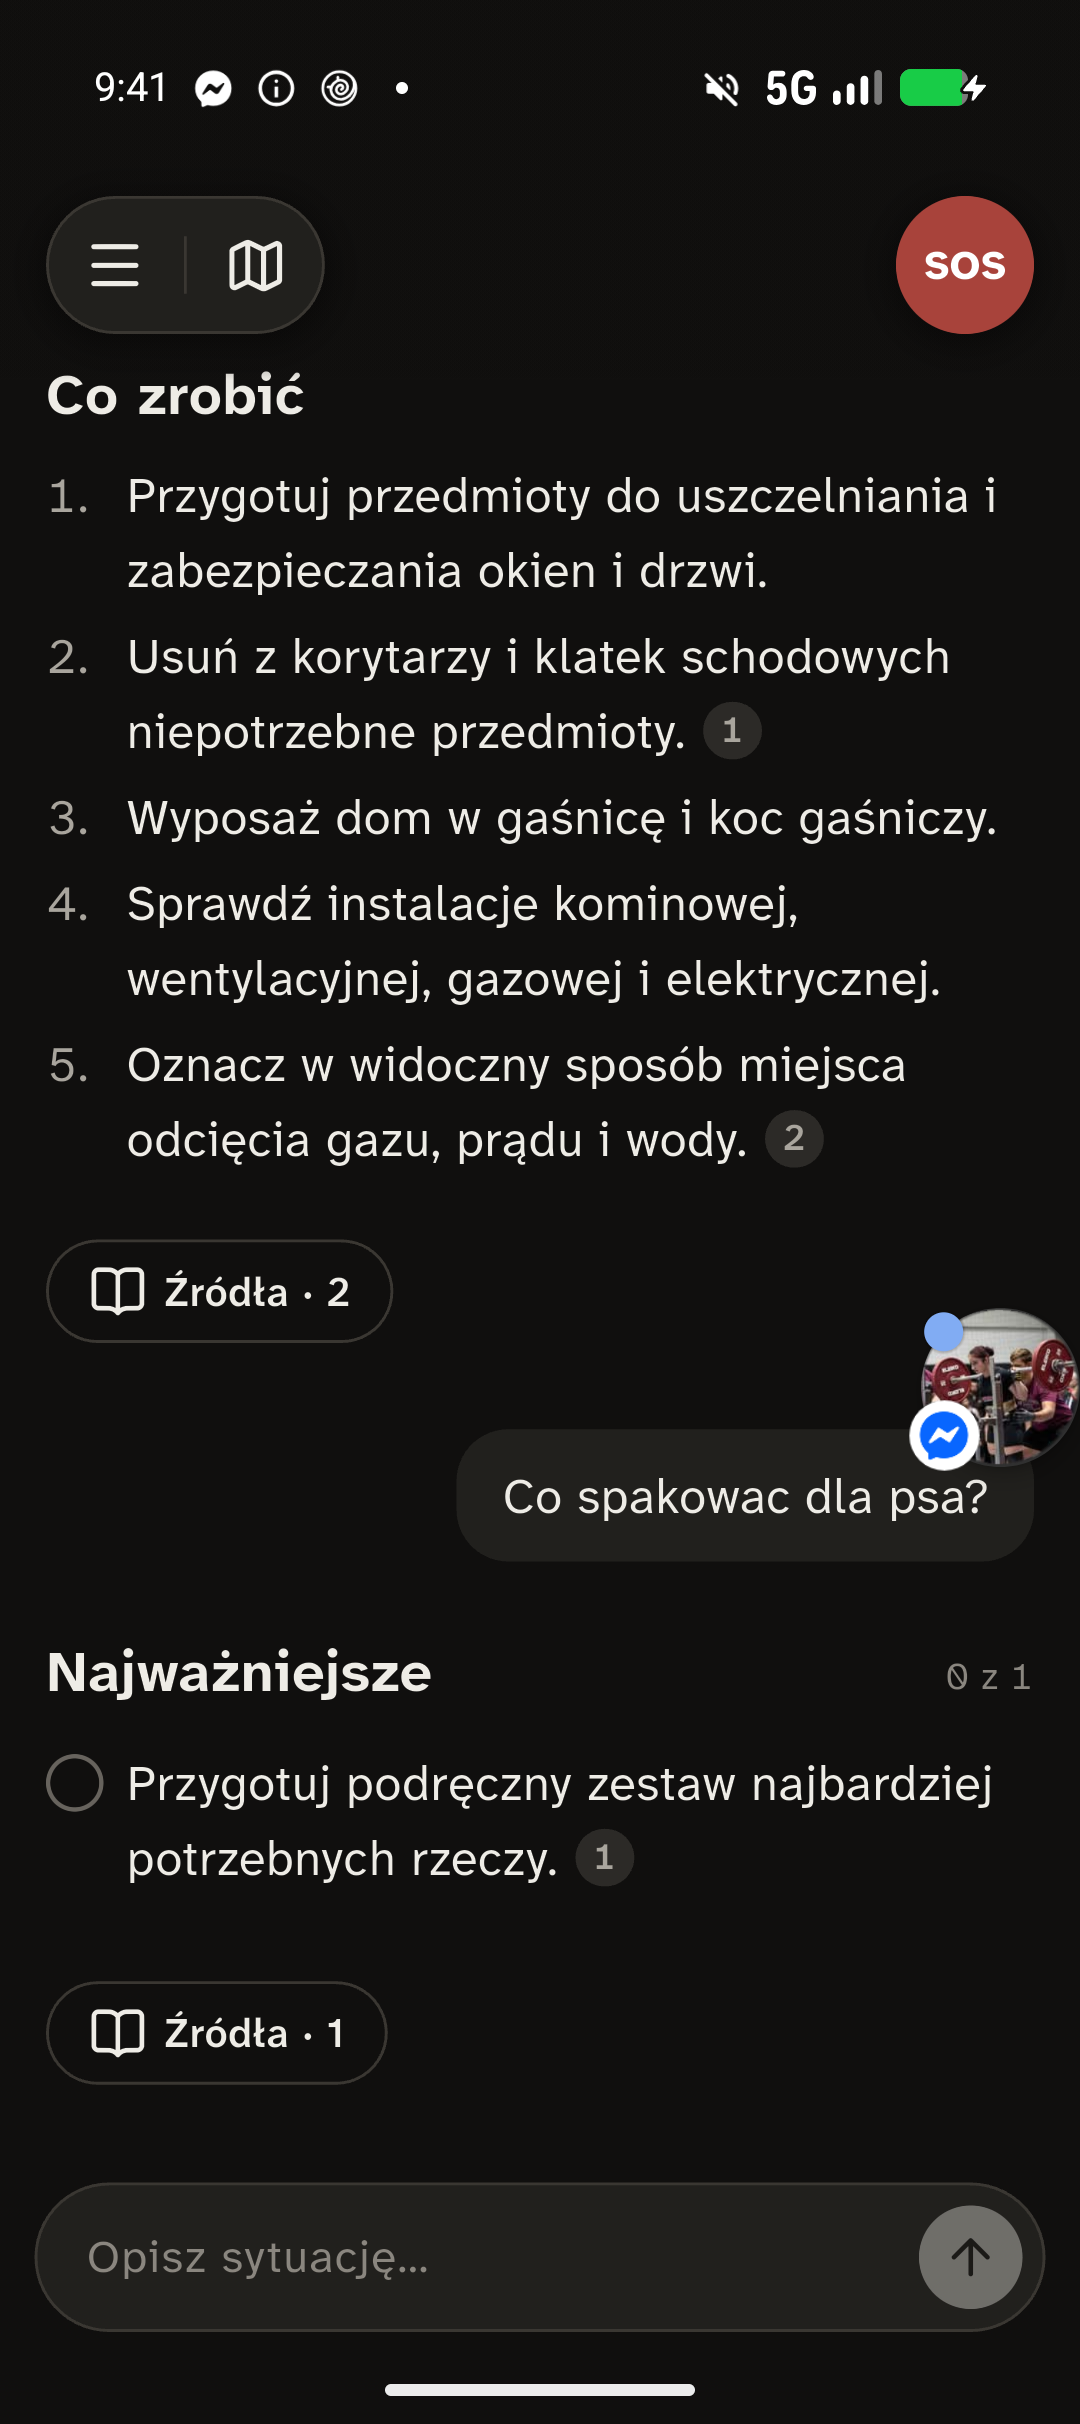 9:41
5G
SOS
Co zrobić
1. Przygotuj przedmioty do uszczelniania i
zabezpieczania okien i drzwi.
2. Usuń z korytarzy i klatek schodowych
niepotrzebne przedmioty. 1
3. Wyposaż dom w gaśnicę i koc gaśniczy.
4. Sprawdź instalacje kominowej,
wentylacyjnej, gazowej i elektrycznej.
5. Oznacz w widoczny sposób miejsca
odcięcia gazu, prądu i wody. 2
Źródła · 2
Co spakowac dla psa?
Najważniejsze
0 z 1
Przygotuj podręczny zestaw najbardziej
potrzebnych rzeczy. 1
Źródła · 1
Opisz sytuację...